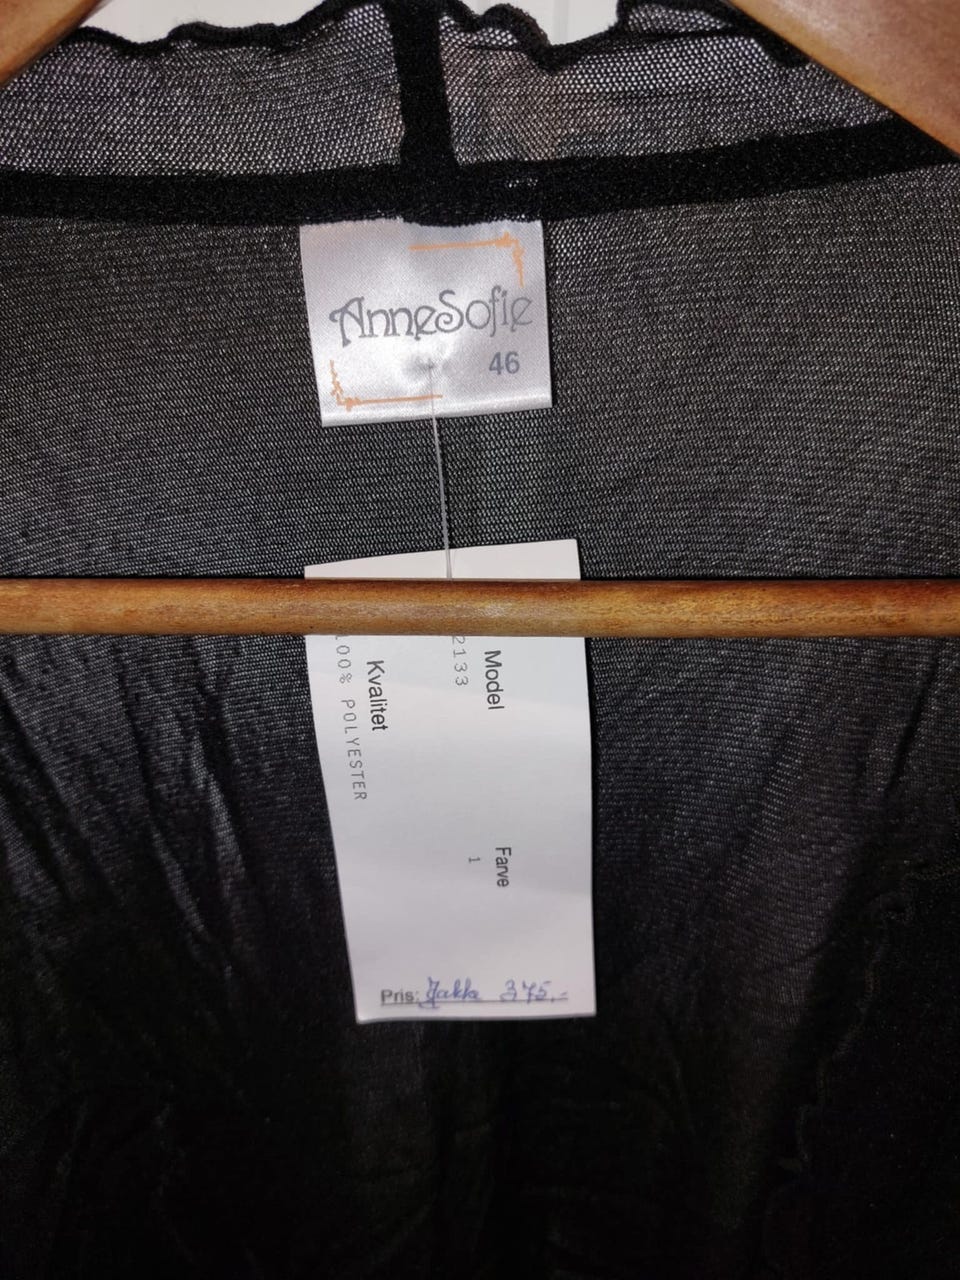 AnneSofie
46
Model
2133
Farve
1
Kvalitet
100% POLYESTER
Pris: Jakke 375,-